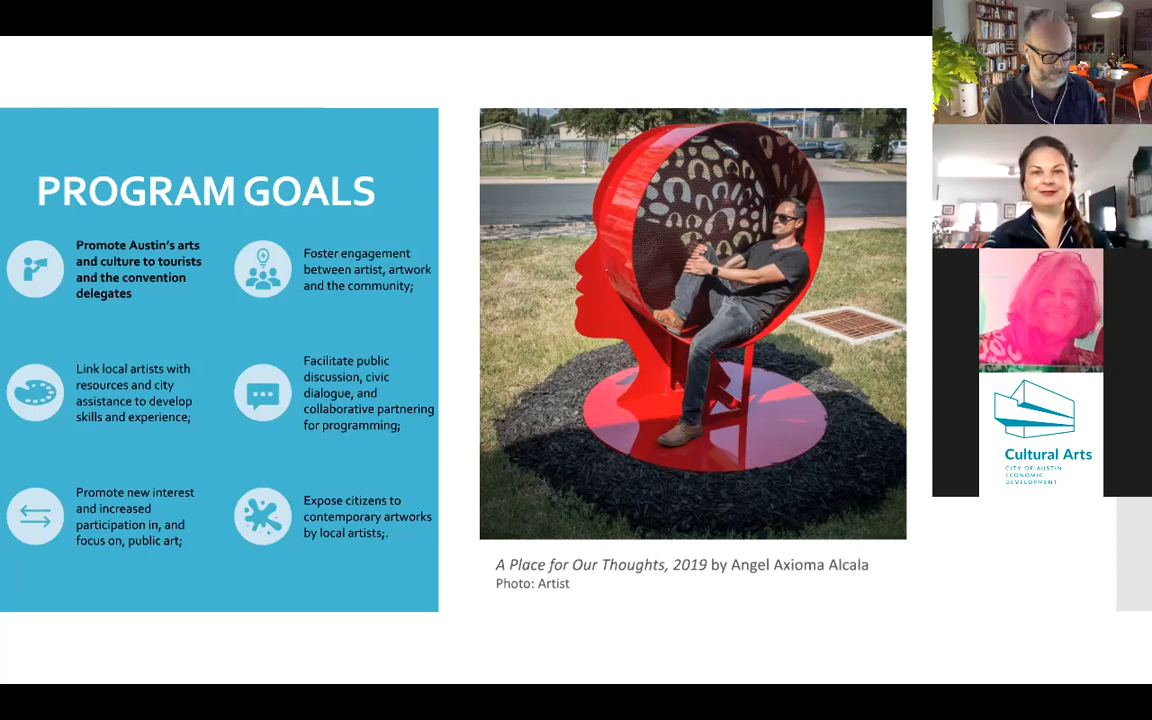 PROGRAM GOALS
Promote Austin's arts
and culture to tourists
and the convention
delegates
Foster engagement
between artist, artwork
and the community;
Link local artists with
resources and city
assistance to develop
skills and experience;
Facilitate public
discussion, civic
dialogue, and
collaborative partnering
for programming;
Promote new interest
and increased
participation in, and
focus on, public art;
Expose citizens to
contemporary artworks
by local artists;.
A Place for Our Thoughts, 2019 by Angel Axioma Alcala
Photo: Artist
Cultural Arts
CITY OF AUSTIN
ECONOMIC
DEVELOPMENT